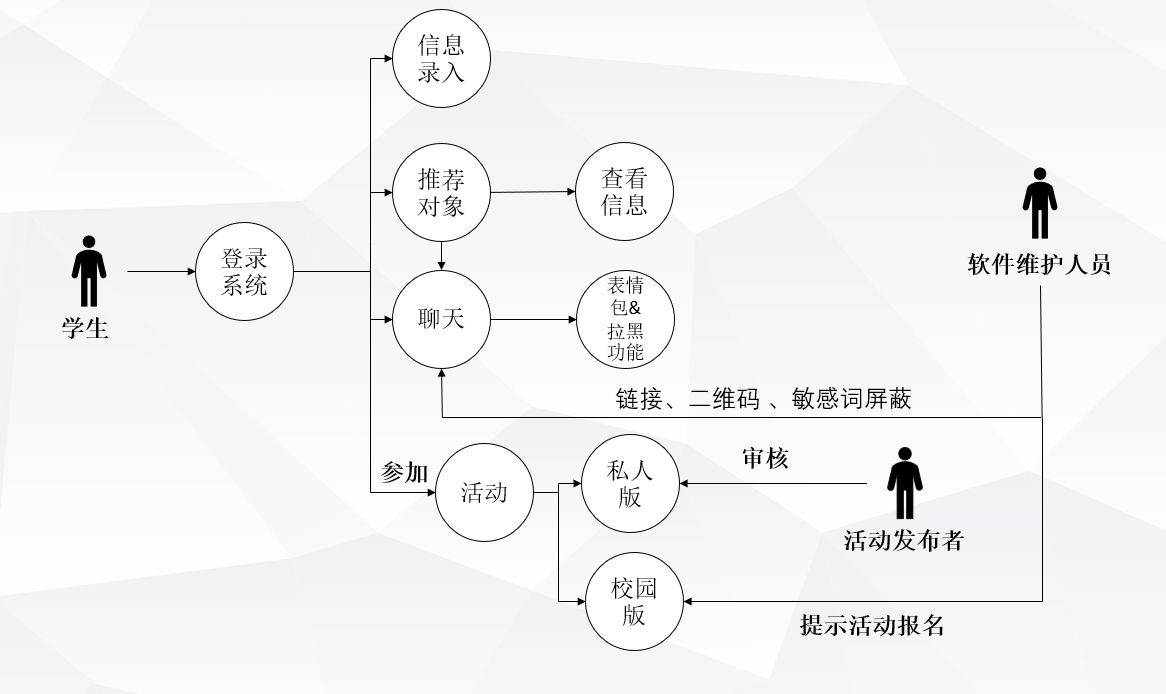 信息
录入
推荐
对象
查看
信息
登录
系统
学生
聊天
表情
包&
拉黑
功能
软件维护人员
链接、二维码 、敏感词屏蔽
参加
活动
私人
版
审核
活动发布者
校园
版
提示活动报名